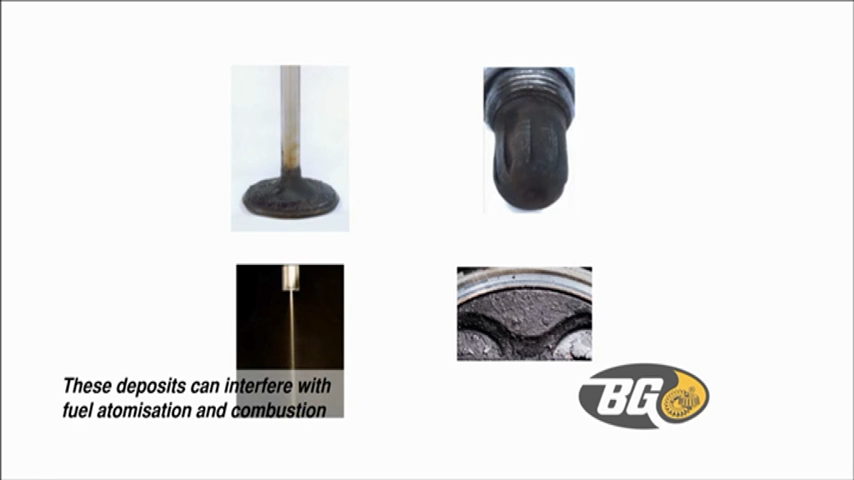 These deposits can interfere with
fuel atomisation and combustion
BG